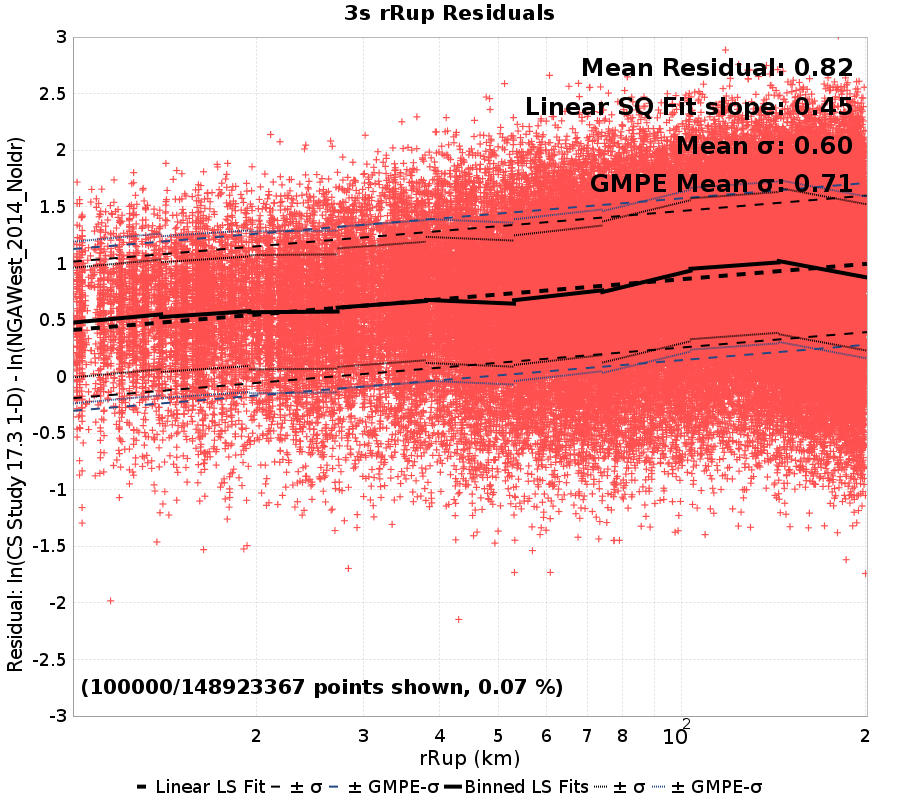 3s rRup Residuals
Residual: ln(CS Study 17.3 1-D) - ln(NGAWest_2014_NoIdr)
3
2.5
2
1.5
1
0.5
0
-0.5
-1
-1.5
-2
-2.5
-3
Mean Residual: 0.82
Linear SQ Fit slope: 0.45
Mean σ: 0.60
GMPE Mean σ: 0.71
(100000/148923367 points shown, 0.07 %)
2 3 4 5 6 7 8 10² 2
rRup (km)
Linear LS Fit ± σ ± GMPE-σ Binned LS Fits ± σ ± GMPE-σ